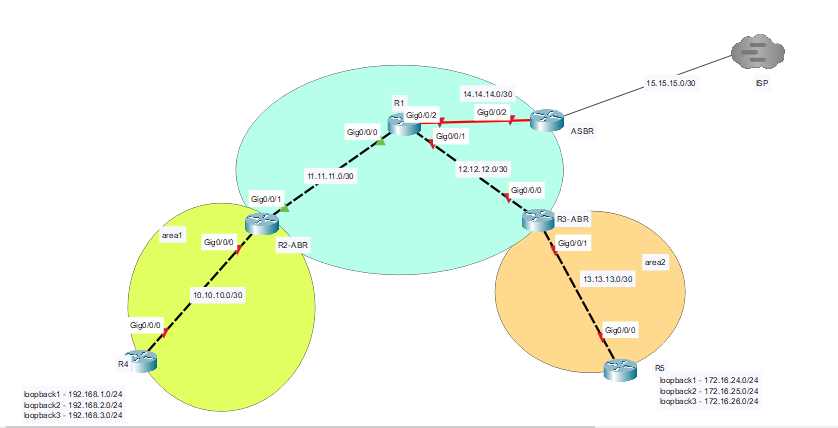 15.15.15.0/30
ISP
14.14.14.0/30
R1
Gig0/0/2
Gig0/0/2
ASBR
Gig0/0/0
Gig0/0/1
11.11.11.0/30
12.12.12.0/30
Gig0/0/0
Gig0/0/1
R3-ABR
area1
Gig0/0/0
R2-ABR
Gig0/0/1
area2
13.13.13.0/30
10.10.10.0/30
Gig0/0/0
Gig0/0/0
R4
R5
loopback1 - 192.168.1.0/24
loopback2 - 192.168.2.0/24
loopback3 - 192.168.3.0/24
loopback1 - 172.16.24.0/24
loopback2 - 172.16.25.0/24
loopback3 - 172.16.26.0/24